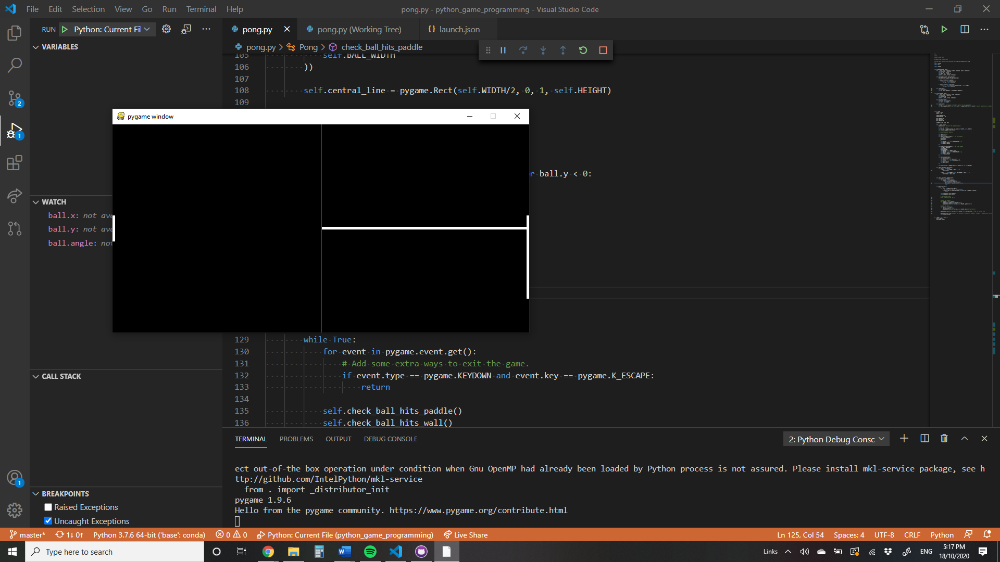 File Edit Selection View Go Run Terminal Help
pong.py - python_game_programming - Visual Studio Code
RUN Python: Current Fil
pong.py
pong.py (Working Tree)
launch.json
pong.py > Pong > check_ball_hits_paddle
VARIABLES
105 self.BALL_WIDTH
106 ))
107
108 self.central_line = pygame.Rect(self.WIDTH/2, 0, 1, self.HEIGHT)
109
pygame window
r ball.y < 0:
WATCH
ball.x: not ava
ball.y: not ava
ball.angle: not
129 while True:
130 for event in pygame.event.get():
131 # Add some extra ways to exit the game.
132 if event.type == pygame.KEYDOWN and event.key == pygame.K_ESCAPE:
133 return
134
135 self.check_ball_hits_paddle()
136 self.check_ball_hits_wall()
CALL STACK
TERMINAL PROBLEMS OUTPUT DEBUG CONSOLE
2: Python Debug Consc
ect out-of-the box operation under condition when Gnu OpenMP had already been loaded by Python process is not assured. Please install mkl-service package, see h
ttp://github.com/IntelPython/mkl-service
from . import _distributor_init
pygame 1.9.6
Hello from the pygame community. https://www.pygame.org/contribute.html
2
1
1
BREAKPOINTS
Raised Exceptions
Uncaught Exceptions
master* 1↓ 0↑ Python 3.7.6 64-bit ('base': conda) 0 0 Python: Current File (python_game_programming) Live Share
Ln 125, Col 54 Spaces: 4 UTF-8 CRLF Python
Type here to search
Links
ENG
5:17 PM
18/10/2020